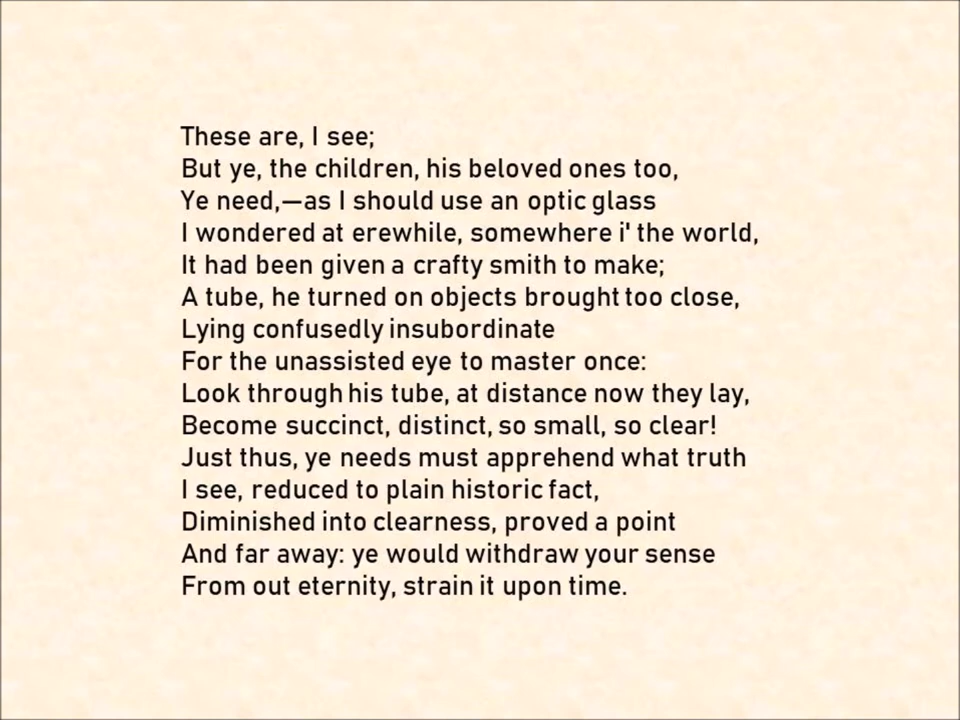 These are, I see;
But ye, the children, his beloved ones too,
Ye need,—as I should use an optic glass
I wondered at erewhile, somewhere i' the world,
It had been given a crafty smith to make;
A tube, he turned on objects brought too close,
Lying confusedly insubordinate
For the unassisted eye to master once:
Look through his tube, at distance now they lay,
Become succinct, distinct, so small, so clear!
Just thus, ye needs must apprehend what truth
I see, reduced to plain historic fact,
Diminished into clearness, proved a point
And far away: ye would withdraw your sense
From out eternity, strain it upon time.